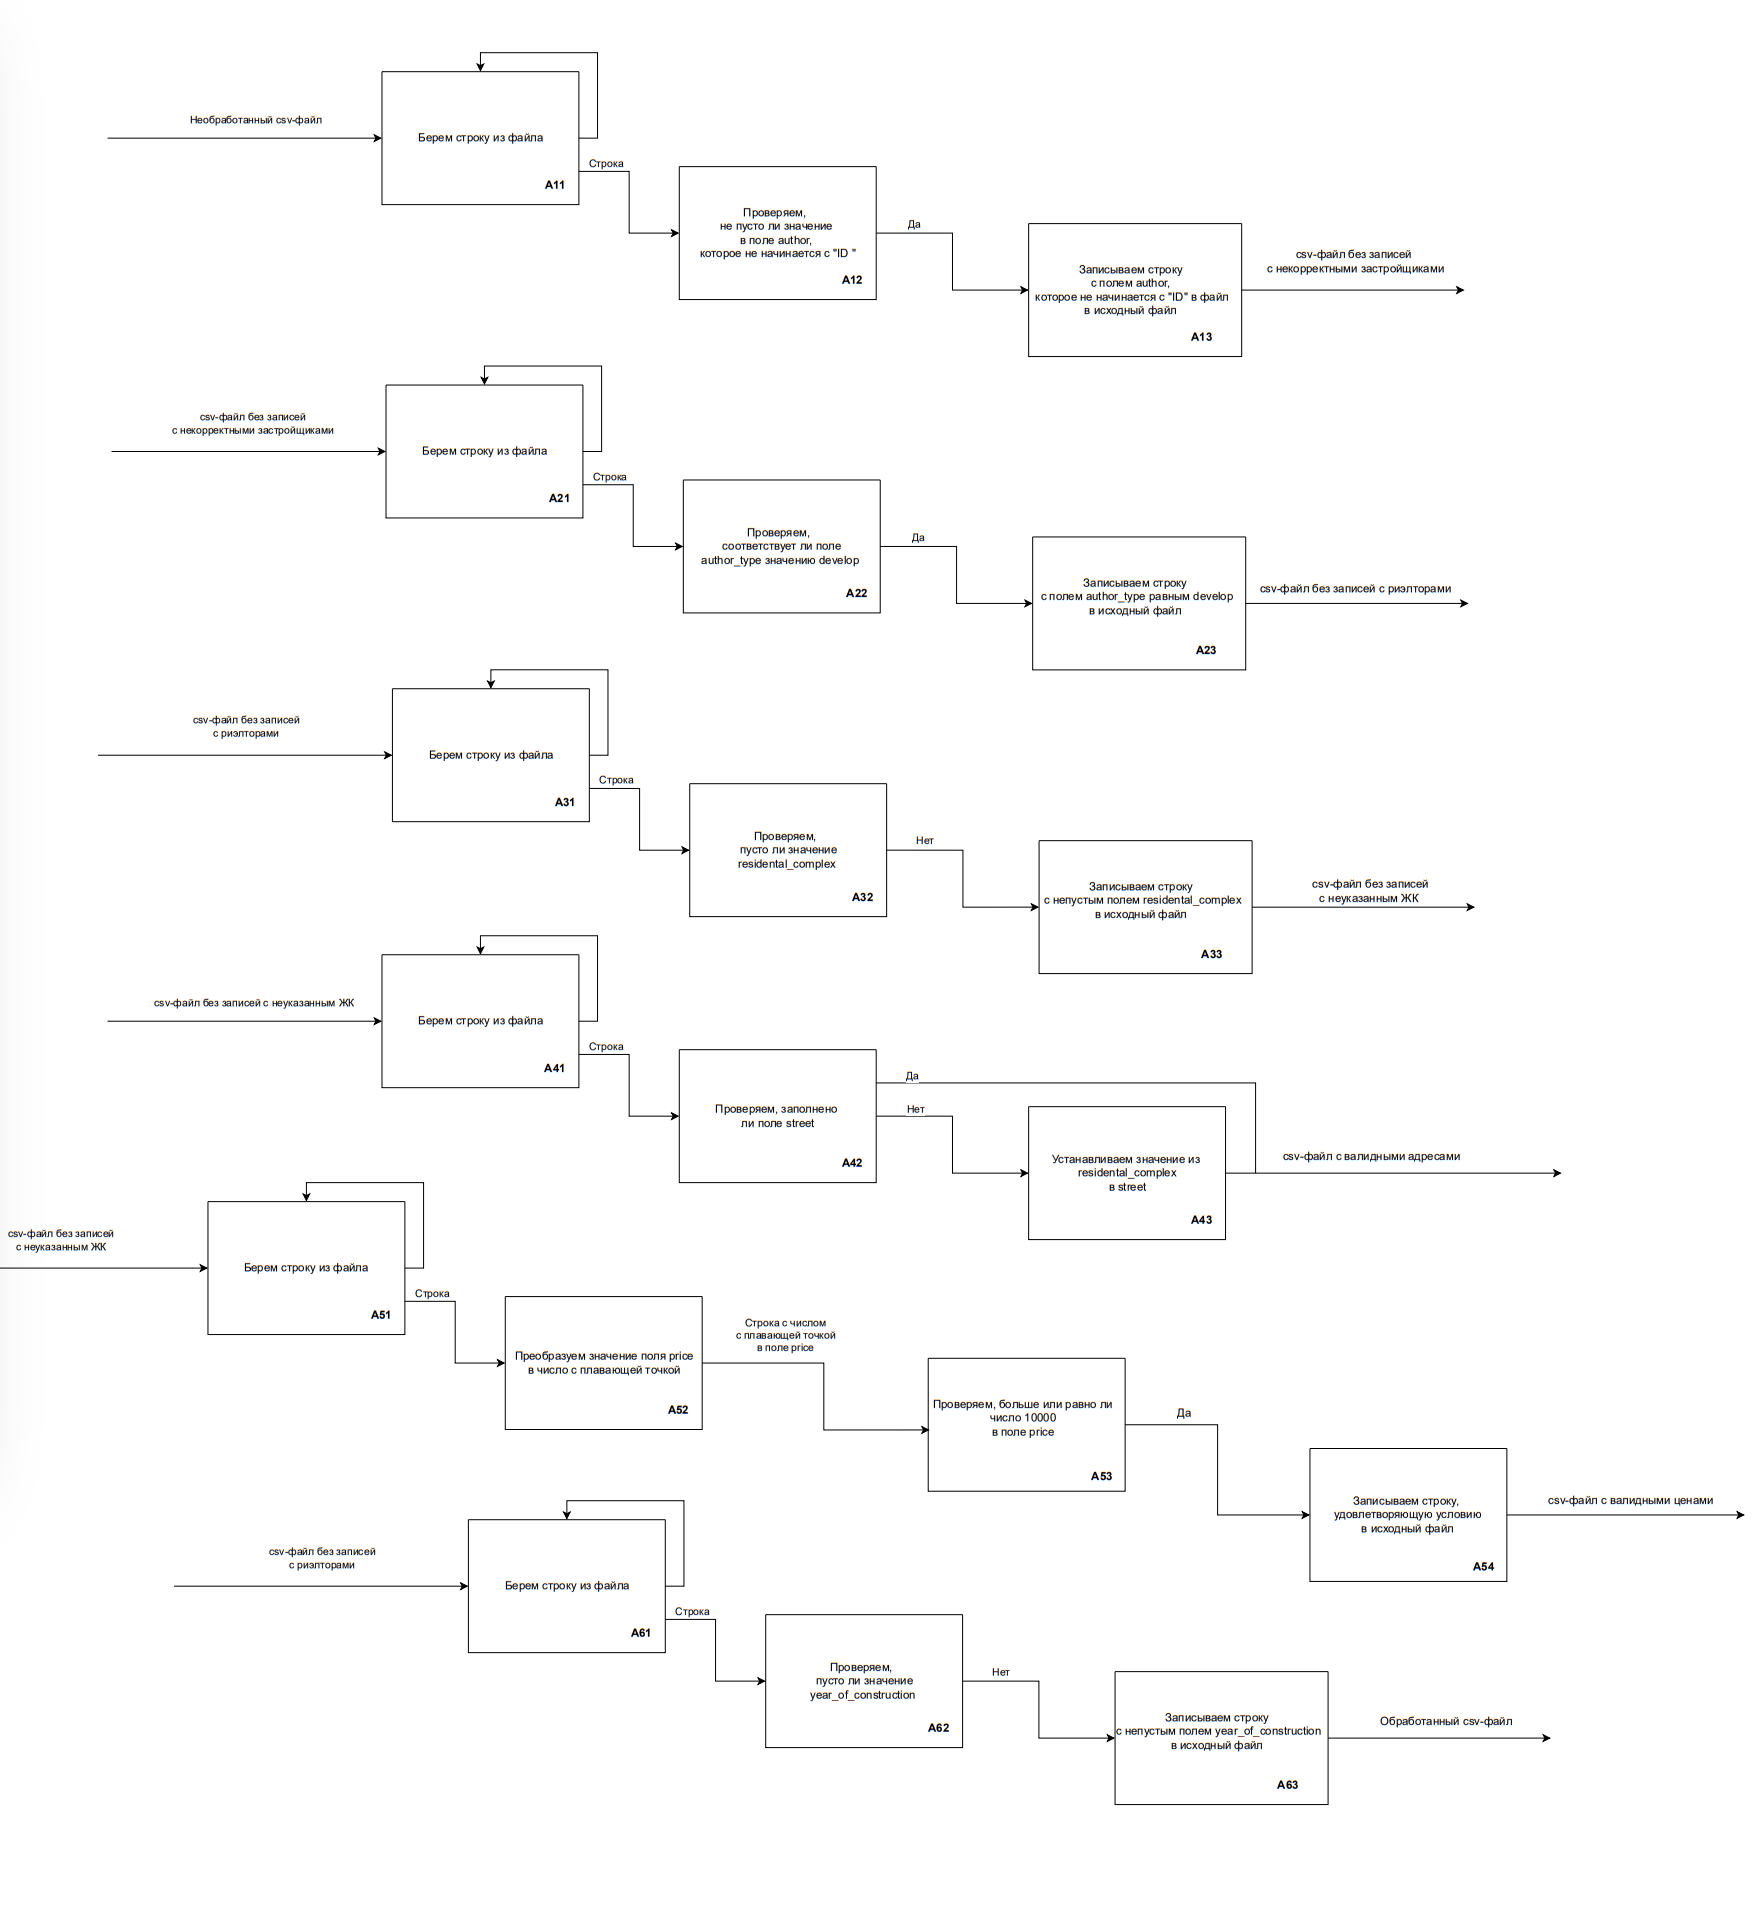 Необработанный csv-файл
Берем строку из файла
A11
Строка
Проверяем,
не пусто ли значение
в поле author,
которое не начинается с "ID "
A12
Да
Записываем строку
с полем author,
которое не начинается с "ID" в файл
в исходный файл
A13
csv-файл без записей
с некорректными застройщиками
csv-файл без записей
с некорректными застройщиками
Берем строку из файла
A21
Строка
Проверяем,
соответствует ли поле
author_type значению develop
A22
Да
Записываем строку
с полем author_type равным develop
в исходный файл
A23
csv-файл без записей с риэлторами
csv-файл без записей
с риэлторами
Берем строку из файла
A31
Строка
Проверяем,
пусто ли значение
residental_complex
A32
Нет
Записываем строку
с непустым полем residental_complex
в исходный файл
A33
csv-файл без записей
с неуказанным ЖК
csv-файл без записей с неуказанным ЖК
Берем строку из файла
A41
Строка
Проверяем, заполнено
ли поле street
A42
Да
Нет
Устанавливаем значение из
residental_complex
в street
A43
csv-файл с валидными адресами
csv-файл без записей
с неуказанным ЖК
Берем строку из файла
A51
Строка
Преобразуем значение поля price
в число с плавающей точкой
A52
Строка с числом
с плавающей точкой
в поле price
Проверяем, больше или равно ли
число 10000
в поле price
A53
Да
Записываем строку,
удовлетворяющую условию
в исходный файл
A54
csv-файл с валидными ценами
csv-файл без записей
с риэлторами
Берем строку из файла
A61
Строка
Проверяем,
пусто ли значение
year_of_construction
A62
Нет
Записываем строку
с непустым полем year_of_construction
в исходный файл
A63
Обработанный csv-файл